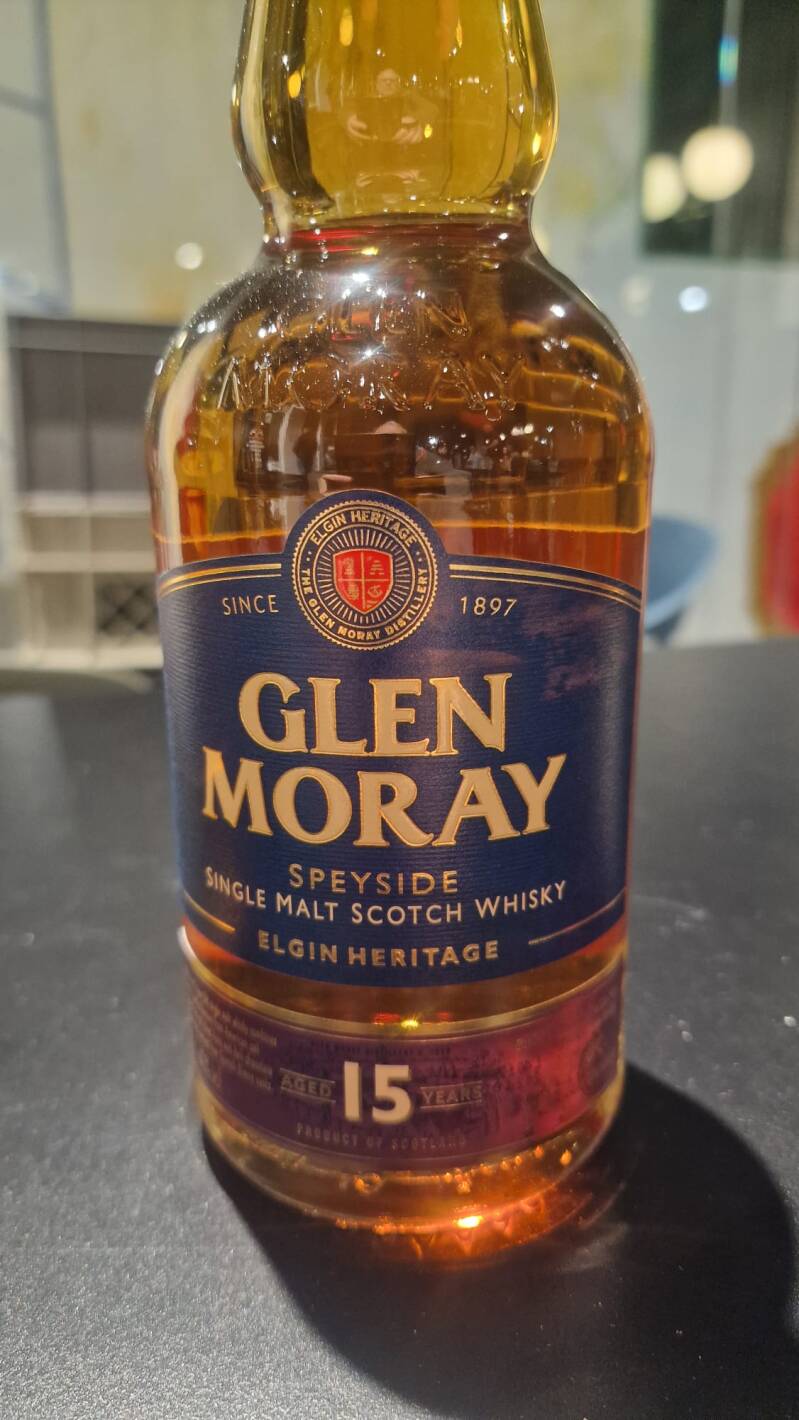 GLEN
MORAY
ELGIN HERITAGE
THE GLEN MORAY DISTILLERY
SINCE 1897
GLEN
MORAY
SPEYSIDE
SINGLE MALT SCOTCH WHISKY
ELGIN HERITAGE
AGED 15 YEARS
PRODUCT OF SCOTLAND